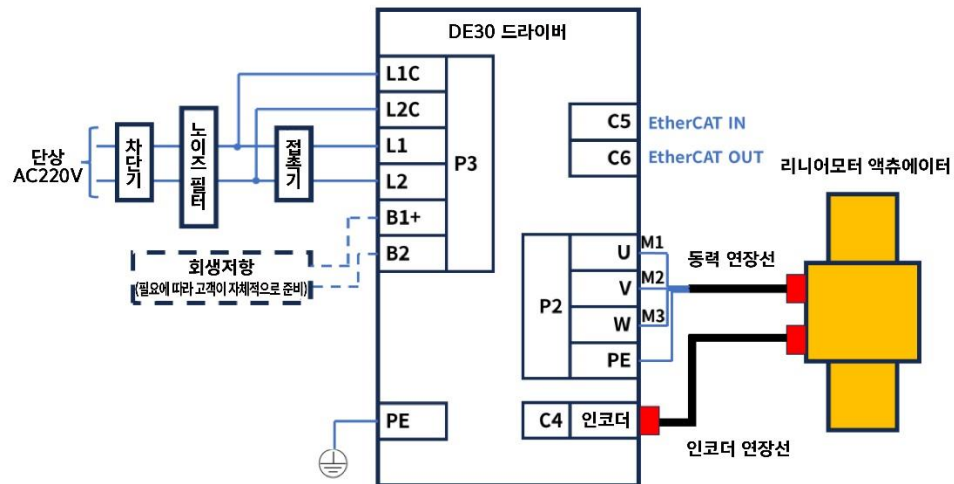 DE30 드라이버
L1C
L2C
L1
L2
B1+
B2
P3
단상
AC220V
차단기
노이즈 필터
접촉기
회생저항
(필요에 따라 고객이 자체적으로 준비)
C5
EtherCAT IN
C6
EtherCAT OUT
리니어모터 액츄에이터
P2
U
V
W
PE
M1
M2
M3
동력 연장선
PE
C4
인코더
인코더 연장선